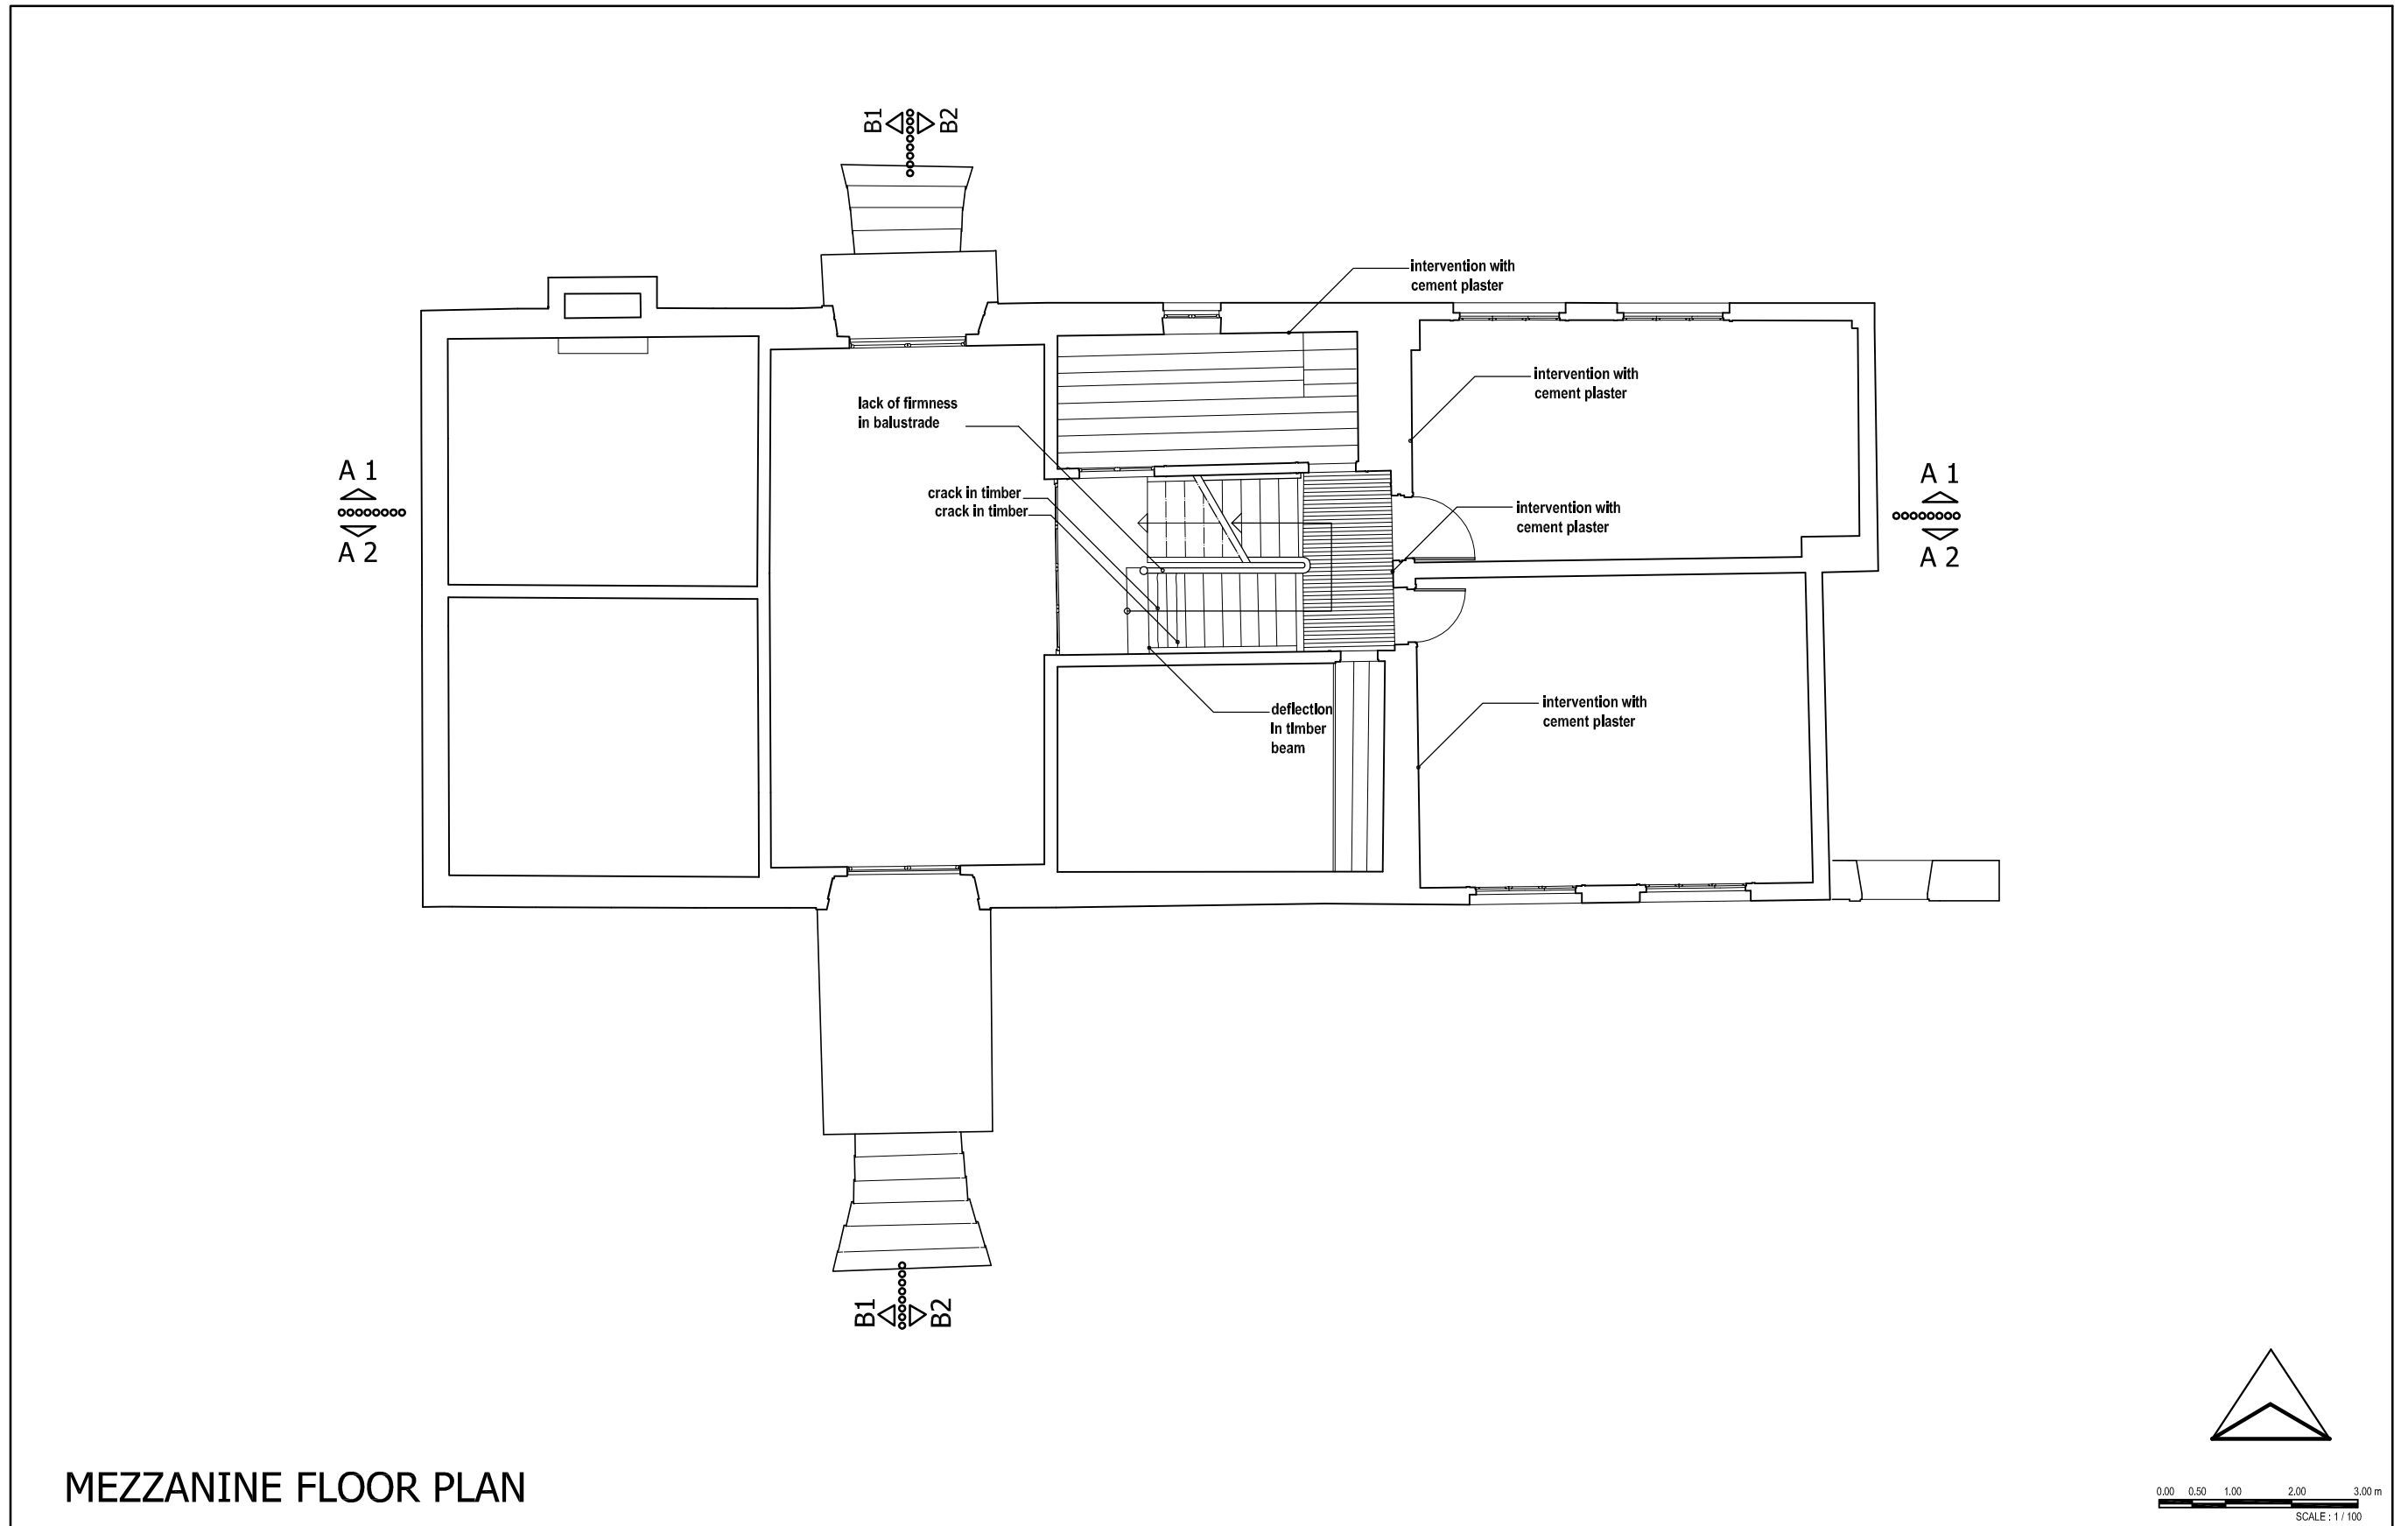 B1
B2
intervention with
cement plaster
intervention with
cement plaster
lack of firmness
in balustrade
A 1
A 2
A 1
A 2
crack in timber
crack in timber
intervention with
cement plaster
intervention with
cement plaster
deflection
in timber
beam
B1
B2
MEZZANINE FLOOR PLAN
0.00 0.50 1.00 2.00 3.00 m
SCALE : 1 / 100